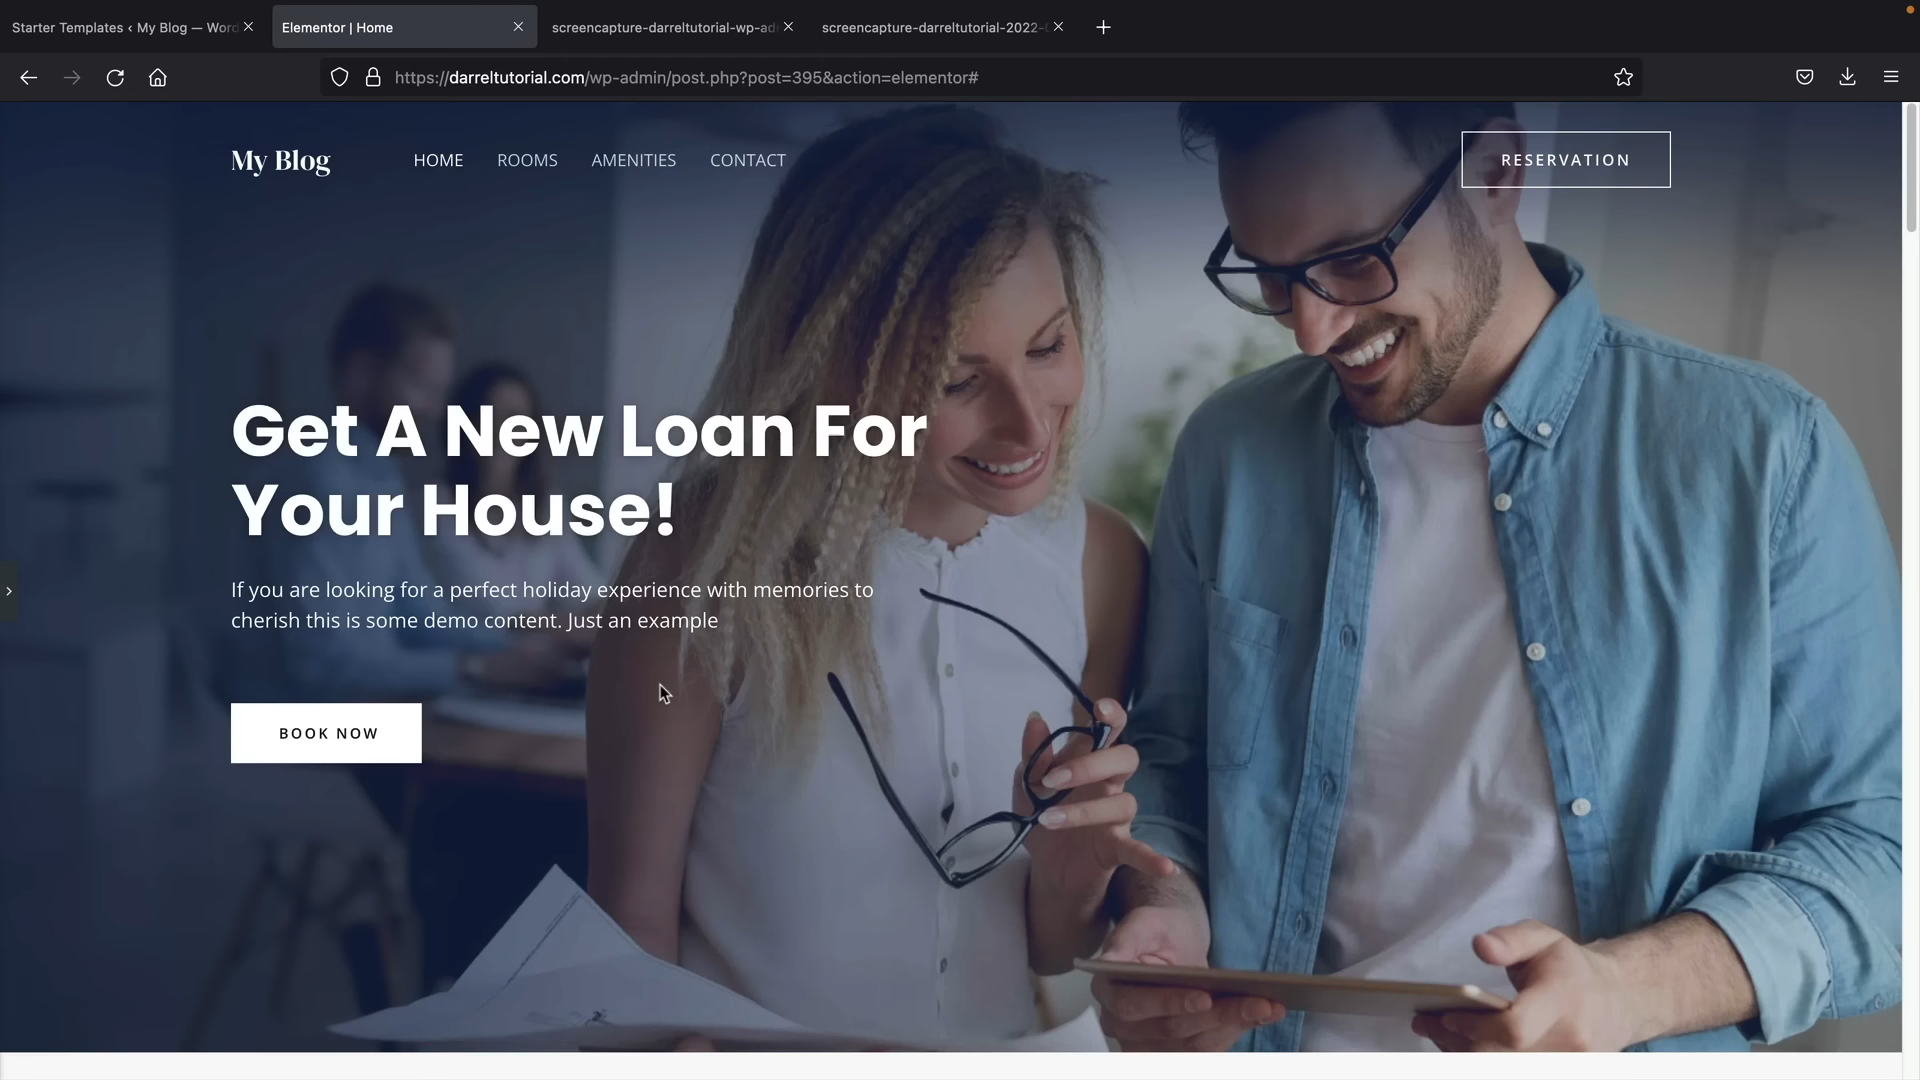 Starter Templates ‹ My Blog — Word
Elementor | Home
screencapture-darreltutorial-wp-ad
screencapture-darreltutorial-2022-
https://darreltutorial.com/wp-admin/post.php?post=395&action=elementor#
My Blog
HOME
ROOMS
AMENITIES
CONTACT
RESERVATION
Get A New Loan For
Your House!
If you are looking for a perfect holiday experience with memories to
cherish this is some demo content. Just an example
BOOK NOW